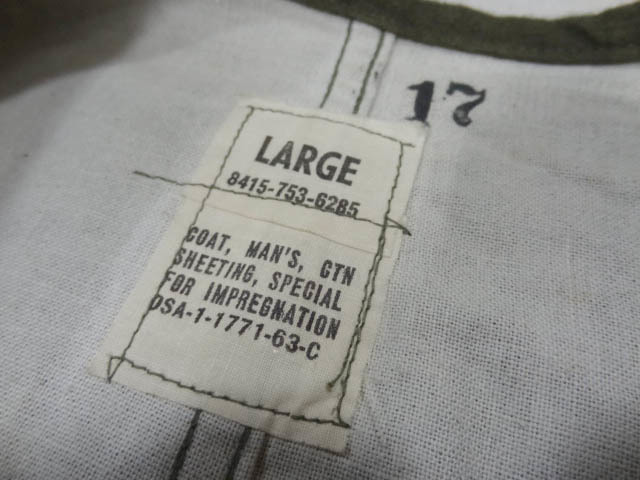 17
LARGE
8415-753-6285
COAT, MAN'S, CTN
SHEETING, SPECIAL
FOR IMPREGNATION
DSA-1-1771-63-C